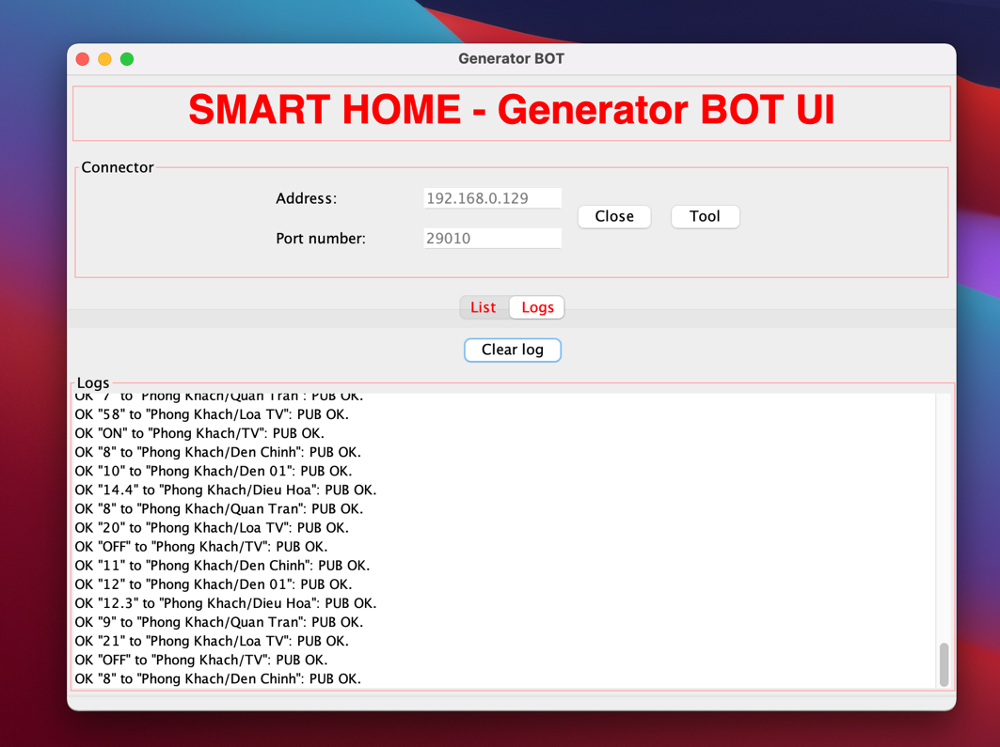 Generator BOT
SMART HOME - Generator BOT UI
Connector
Address: 192.168.0.129
Close Tool
Port number: 29010
List Logs
Clear log
Logs
OK "7" to "Phong Khach/Quan Tran": PUB OK.
OK "58" to "Phong Khach/Loa TV": PUB OK.
OK "ON" to "Phong Khach/TV": PUB OK.
OK "8" to "Phong Khach/Den Chinh": PUB OK.
OK "10" to "Phong Khach/Den 01": PUB OK.
OK "14.4" to "Phong Khach/Dieu Hoa": PUB OK.
OK "8" to "Phong Khach/Quan Tran": PUB OK.
OK "20" to "Phong Khach/Loa TV": PUB OK.
OK "OFF" to "Phong Khach/TV": PUB OK.
OK "11" to "Phong Khach/Den Chinh": PUB OK.
OK "12" to "Phong Khach/Den 01": PUB OK.
OK "12.3" to "Phong Khach/Dieu Hoa": PUB OK.
OK "9" to "Phong Khach/Quan Tran": PUB OK.
OK "21" to "Phong Khach/Loa TV": PUB OK.
OK "OFF" to "Phong Khach/TV": PUB OK.
OK "8" to "Phong Khach/Den Chinh": PUB OK.